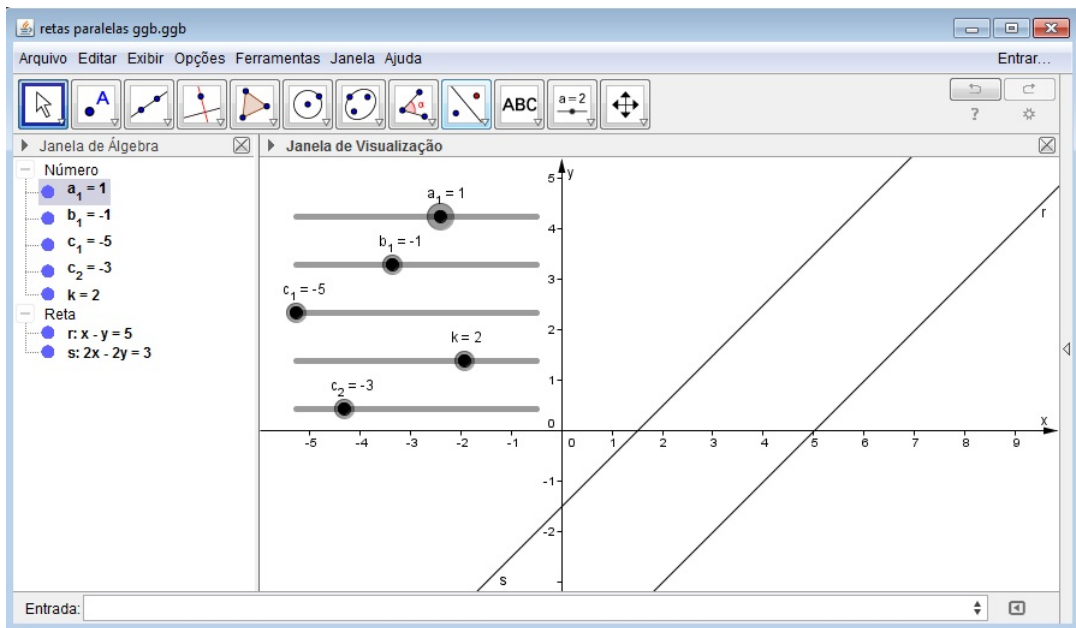 retas paralelas ggb.ggb
Arquivo Editar Exibir Opções Ferramentas Janela Ajuda Entrar...
A α ABC a=2 ?
Janela de Álgebra
Janela de Visualização
Número
a₁ = 1
b₁ = -1
c₁ = -5
c₂ = -3
k = 2
Reta
r: x - y = 5
s: 2x - 2y = 3
a₁ = 1
b₁ = -1
c₁ = -5
k = 2
c₂ = -3
y
5
4
3
2
1
0
-1
-2
-5 -4 -3 -2 -1 0 1 2 3 4 5 6 7 8 9
x
r
s
Entrada: